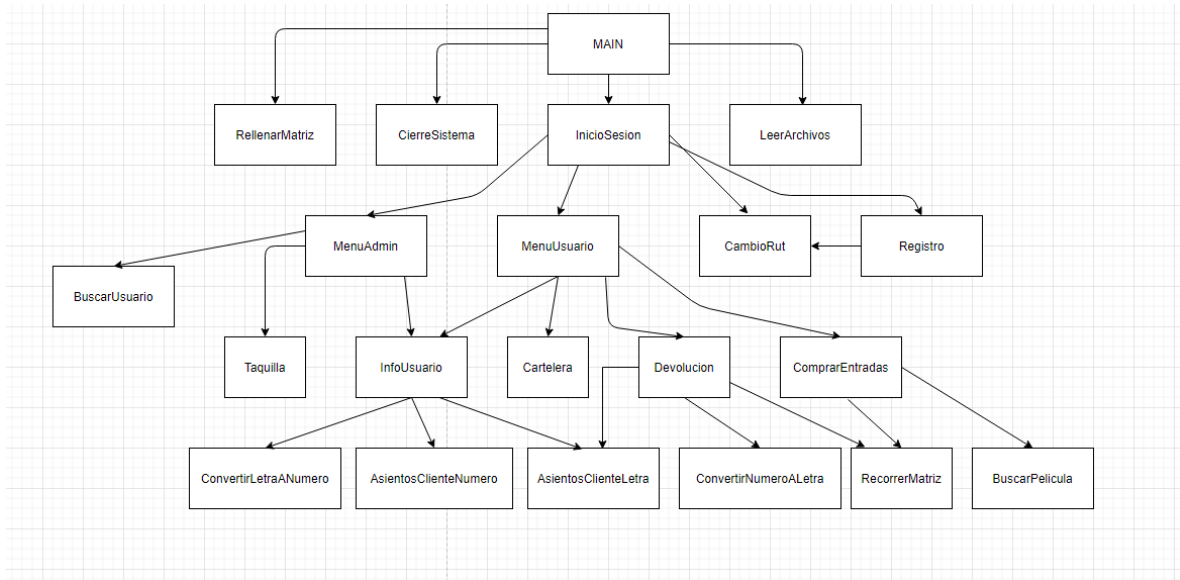 MAIN
RellenarMatriz
CierreSistema
InicioSesion
LeerArchivos
MenuAdmin
MenuUsuario
CambioRut
Registro
BuscarUsuario
Taquilla
InfoUsuario
Cartelera
Devolucion
ComprarEntradas
ConvertirLetraANumero
AsientosClienteNumero
AsientosClienteLetra
ConvertirNumeroALetra
RecorrerMatriz
BuscarPelicula